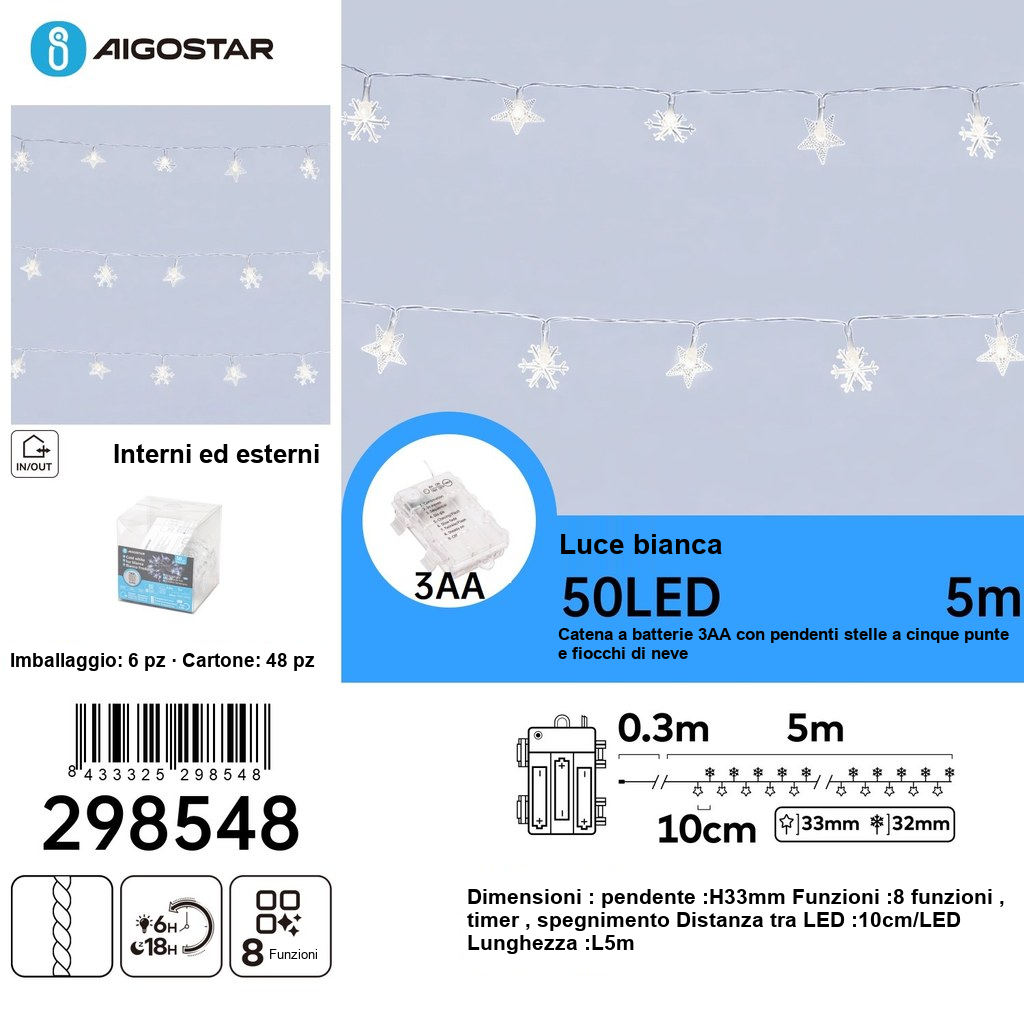 AIGOSTAR
IN/OUT
Interni ed esterni
AIGOSTAR
3AA
Luce bianca
50LED 5m
Catena a batterie 3AA con pendenti stelle a cinque punte
e fiocchi di neve
Imballaggio: 6 pz · Cartone: 48 pz
8 433325 298548
298548
6H
18H
8 Funzioni
0.3m 5m
10cm
33mm 32mm
Dimensioni : pendente :H33mm Funzioni :8 funzioni ,
timer , spegnimento Distanza tra LED :10cm/LED
Lunghezza :L5m